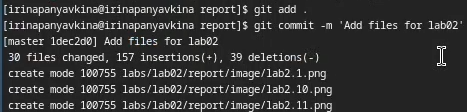 [irinapanyavkina@irinapanyavkina report]$ git add .
[irinapanyavkina@irinapanyavkina report]$ git commit -m 'Add files for lab02'
[master 1dec2d0] Add files for lab02
 30 files changed, 157 insertions(+), 39 deletions(-)
 create mode 100755 labs/lab02/report/image/lab2.1.png
 create mode 100755 labs/lab02/report/image/lab2.10.png
 create mode 100755 labs/lab02/report/image/lab2.11.png